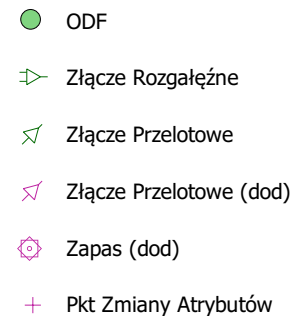 ODF
Złącze Rozgałęźne
Złącze Przelotowe
Złącze Przelotowe (dod)
Zapas (dod)
Pkt Zmiany Atrybutów